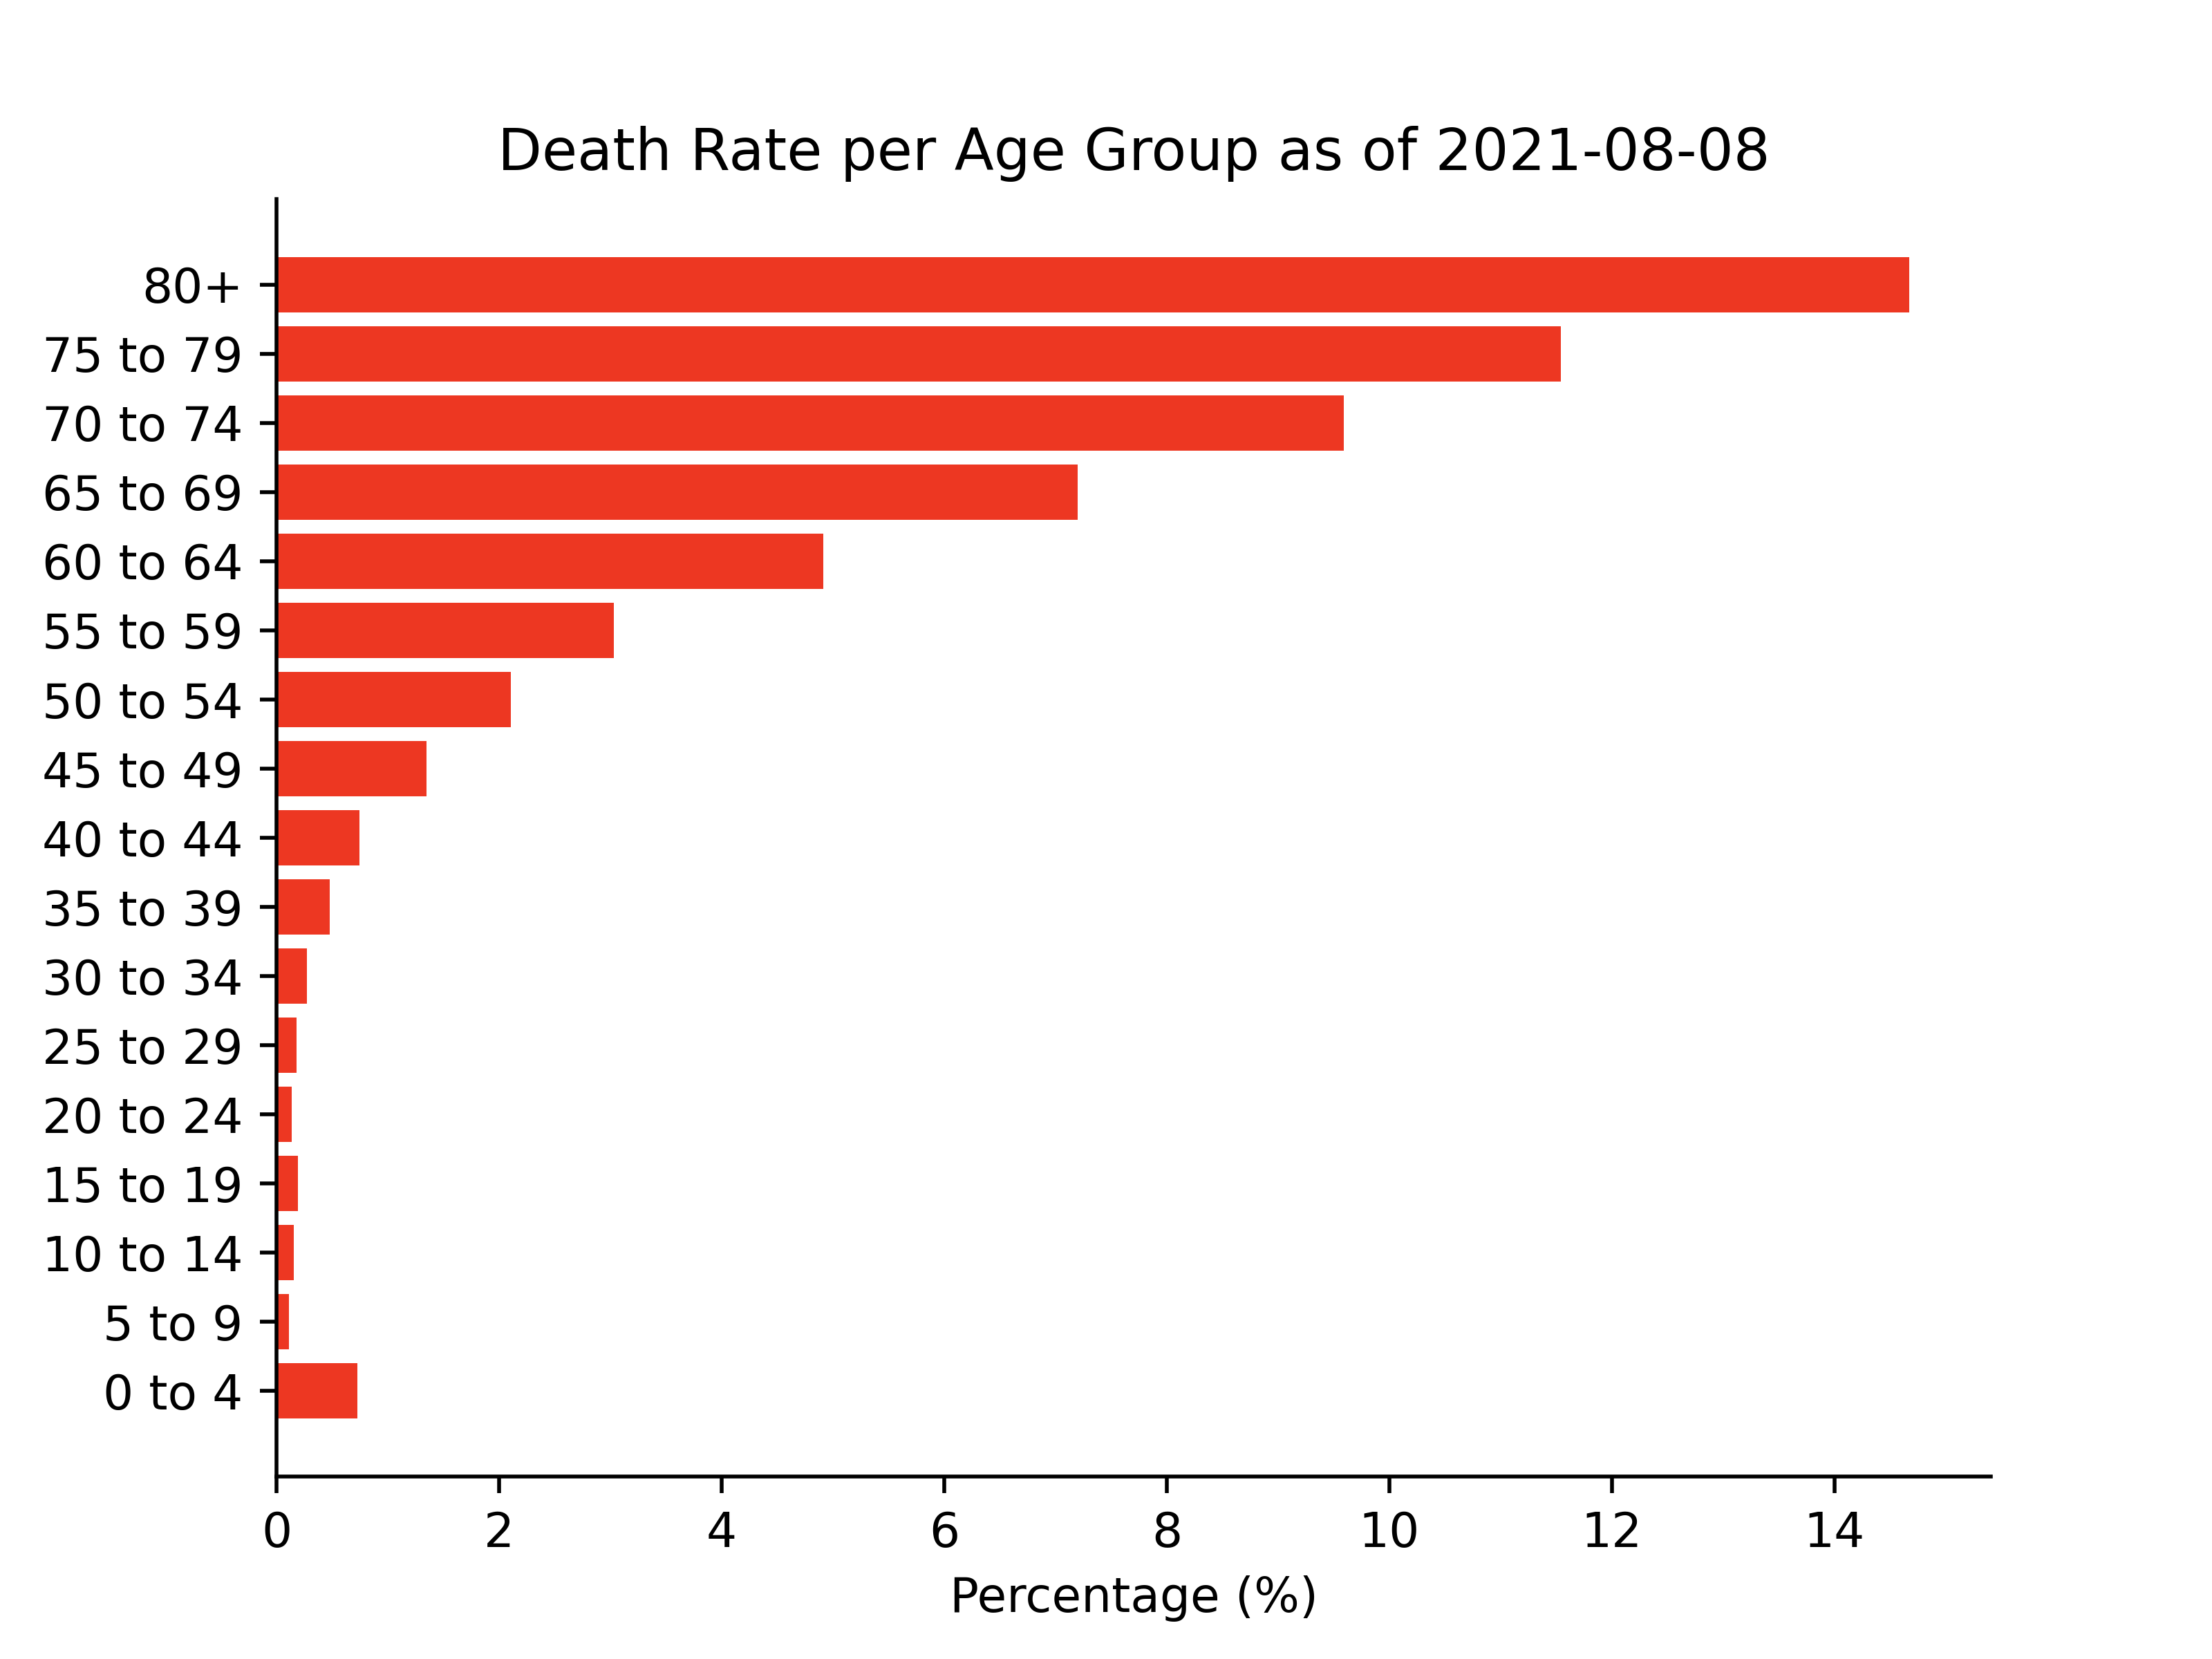 Death Rate per Age Group as of 2021-08-08
80+
75 to 79
70 to 74
65 to 69
60 to 64
55 to 59
50 to 54
45 to 49
40 to 44
35 to 39
30 to 34
25 to 29
20 to 24
15 to 19
10 to 14
5 to 9
0 to 4
0 2 4 6 8 10 12 14
Percentage (%)